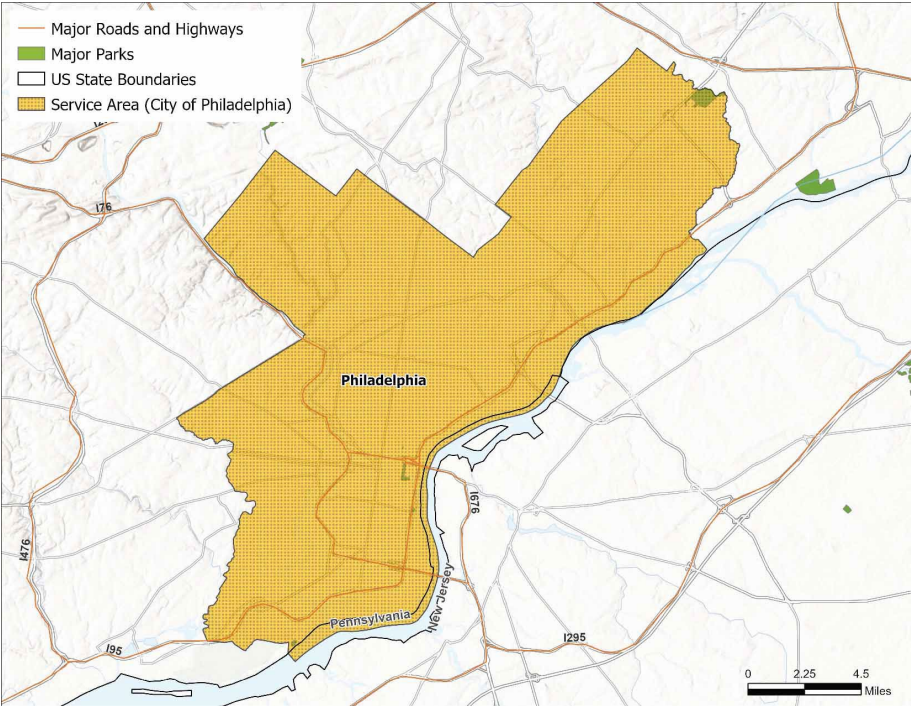 Major Roads and Highways
Major Parks
US State Boundaries
Service Area (City of Philadelphia)
I76
Philadelphia
I676
I476
New Jersey
Pennsylvania
I95
I295
0 2.25 4.5
Miles